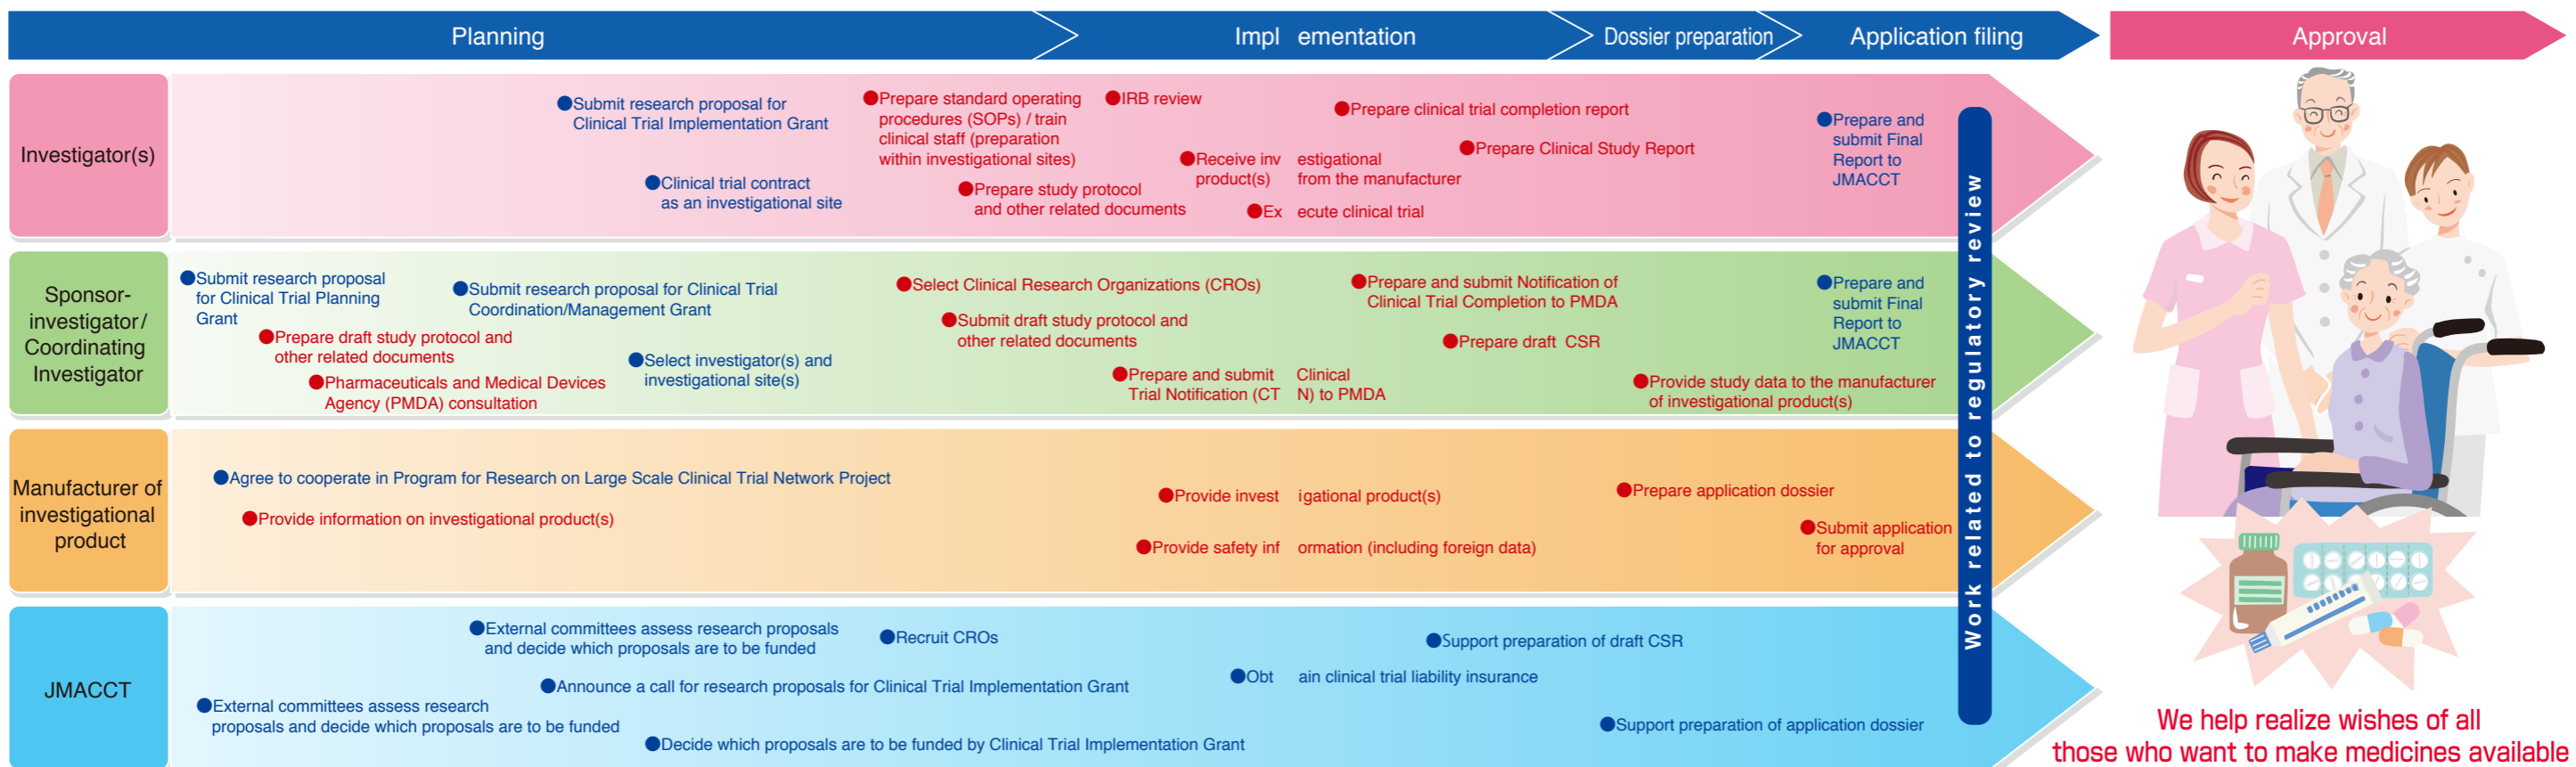 Planning
Implementation
Dossier preparation
Application filing
Approval
Investigator(s)
●Submit research proposal for
Clinical Trial Implementation Grant
●Clinical trial contract
as an investigational site
●Prepare standard operating
procedures (SOPs) / train
clinical staff (preparation
within investigational sites)
●Prepare study protocol
and other related documents
●IRB review
●Receive investigational
product(s) from the manufacturer
●Execute clinical trial
●Prepare clinical trial completion report
●Prepare Clinical Study Report
●Prepare and
submit Final
Report to
JMACCT
Sponsor-
investigator/
Coordinating
Investigator
●Submit research proposal
for Clinical Trial Planning
Grant
●Prepare draft study protocol and
other related documents
●Pharmaceuticals and Medical Devices
Agency (PMDA) consultation
●Submit research proposal for Clinical Trial
Coordination/Management Grant
●Select investigator(s) and
investigational site(s)
●Select Clinical Research Organizations (CROs)
●Submit draft study protocol and
other related documents
●Prepare and submit Clinical
Trial Notification (CTN) to PMDA
●Prepare and submit Notification of
Clinical Trial Completion to PMDA
●Prepare draft CSR
●Provide study data to the manufacturer
of investigational product(s)
●Prepare and
submit Final
Report to
JMACCT
Manufacturer of
investigational
product
●Agree to cooperate in Program for Research on Large Scale Clinical Trial Network Project
●Provide information on investigational product(s)
●Provide investigational product(s)
●Provide safety information (including foreign data)
●Prepare application dossier
●Submit application
for approval
JMACCT
●External committees assess research
proposals and decide which proposals are to be funded
●External committees assess research proposals
and decide which proposals are to be funded
●Announce a call for research proposals for Clinical Trial Implementation Grant
●Decide which proposals are to be funded by Clinical Trial Implementation Grant
●Recruit CROs
●Obtain clinical trial liability insurance
●Support preparation of draft CSR
●Support preparation of application dossier
Work related to regulatory review
We help realize wishes of all
those who want to make medicines available